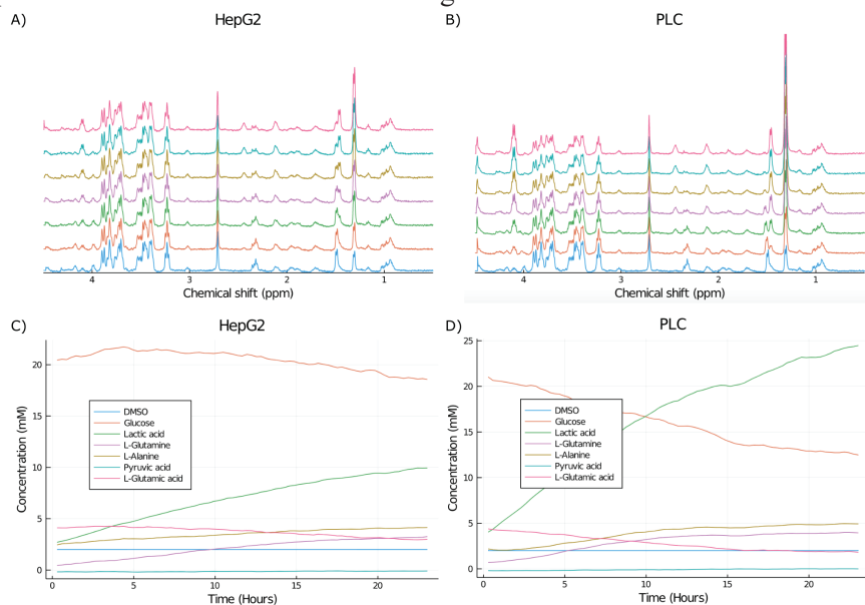 g
A)
HepG2
B)
PLC
4
3
2
1
Chemical shift (ppm)
4
3
2
1
Chemical shift (ppm)
C)
HepG2
D)
PLC
20
15
10
5
0
Concentration (mM)
DMSO
Glucose
Lactic acid
L-Glutamine
L-Alanine
Pyruvic acid
L-Glutamic acid
0
5
10
15
20
Time (Hours)
25
20
15
10
5
0
Concentration (mM)
DMSO
Glucose
Lactic acid
L-Glutamine
L-Alanine
Pyruvic acid
L-Glutamic acid
0
5
10
15
20
Time (Hours)